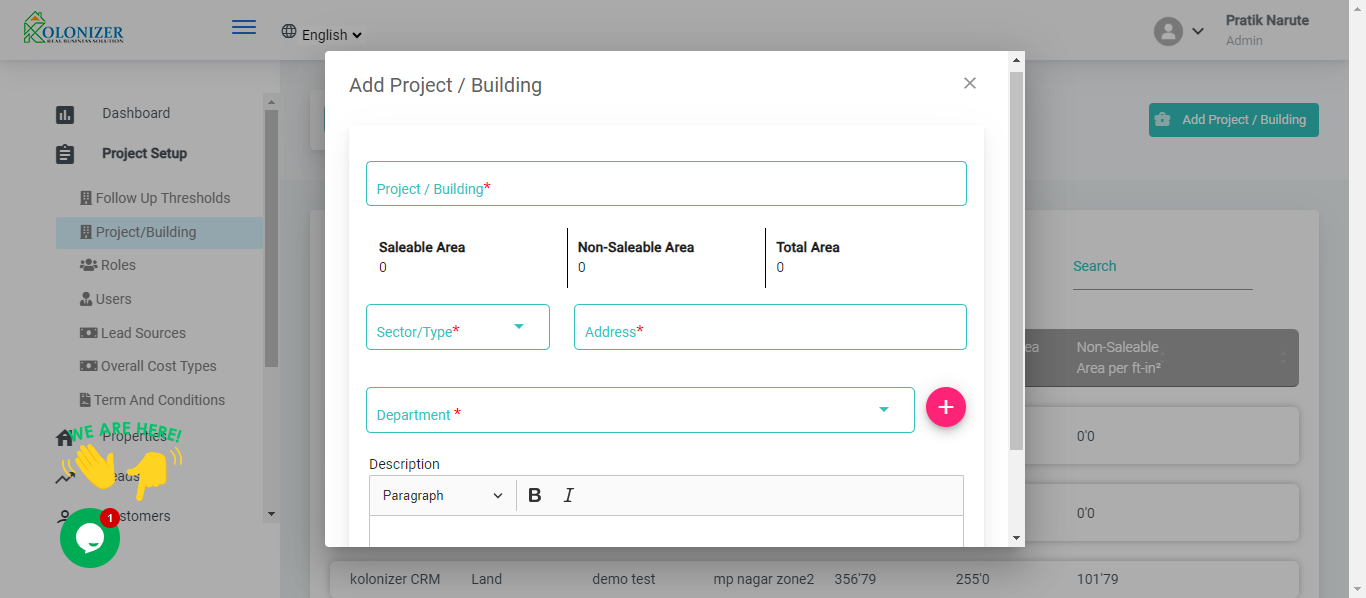 KOLONIZER
REAL BUSINESS SOLUTION
English
Pratik Narute
Admin
Dashboard
Project Setup
Follow Up Thresholds
Project/Building
Roles
Users
Lead Sources
Overall Cost Types
Term And Conditions
Properties
WE ARE HERE!
eads
stomers
1
Add Project / Building
Add Project / Building
Project / Building*
Saleable Area
0
Non-Saleable Area
0
Total Area
0
Sector/Type*
Address*
Department *
+
Description
Paragraph
B I
Search
ea
Non-Saleable
Area per ft-in²
0'0
0'0
kolonizer CRM Land demo test mp nagar zone2 356'79 255'0 101'79